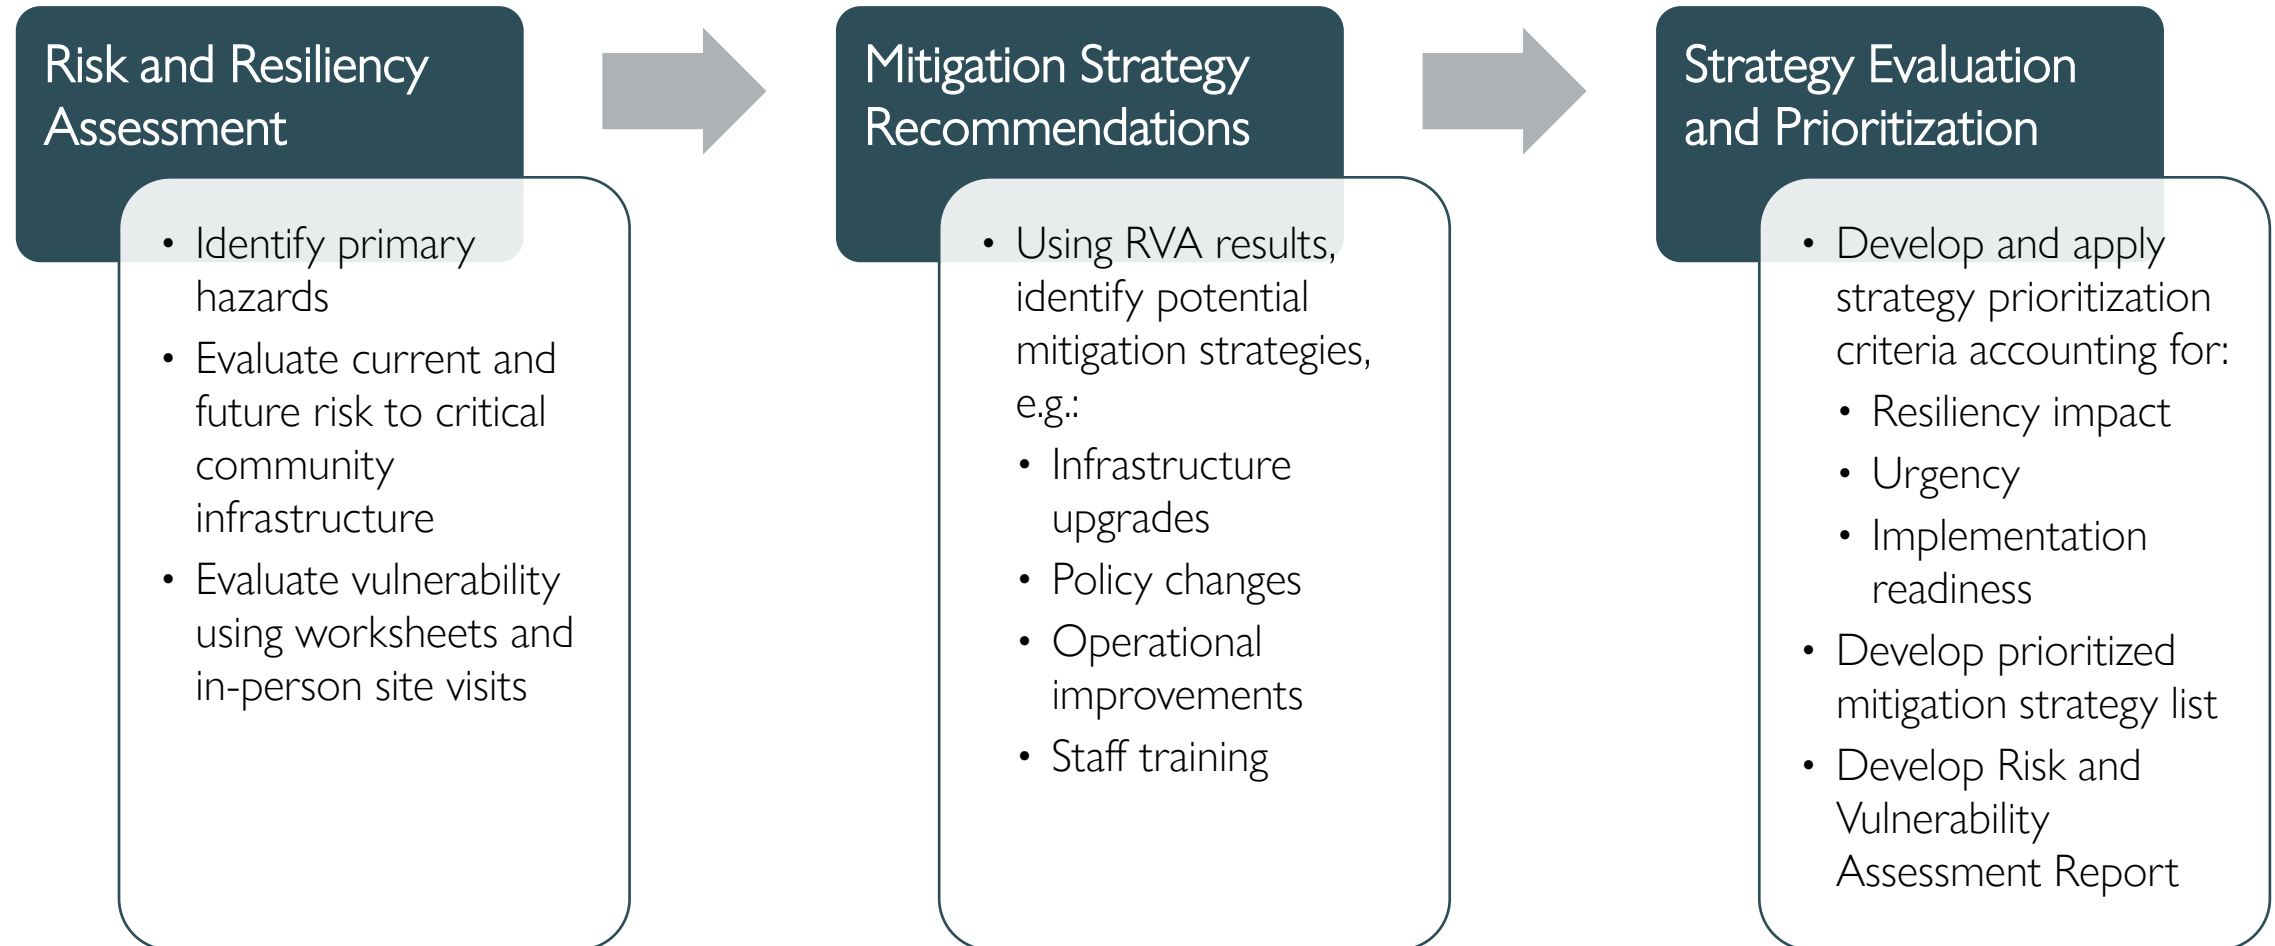 Risk and Resiliency
Assessment
• Identify primary
hazards
• Evaluate current and
future risk to critical
community
infrastructure
• Evaluate vulnerability
using worksheets and
in-person site visits
Mitigation Strategy
Recommendations
• Using RVA results,
identify potential
mitigation strategies,
e.g.:
• Infrastructure
upgrades
• Policy changes
• Operational
improvements
• Staff training
Strategy Evaluation
and Prioritization
• Develop and apply
strategy prioritization
criteria accounting for:
• Resiliency impact
• Urgency
• Implementation
readiness
• Develop prioritized
mitigation strategy list
• Develop Risk and
Vulnerability
Assessment Report